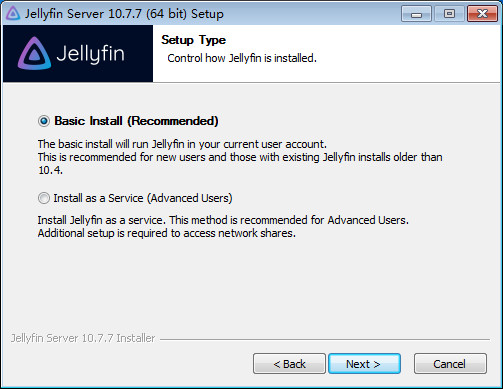 Jellyfin Server 10.7.7 (64 bit) Setup
Jellyfin
Setup Type
Control how Jellyfin is installed.
Basic Install (Recommended)
The basic install will run Jellyfin in your current user account.
This is recommended for new users and those with existing Jellyfin installs older than
10.4.
Install as a Service (Advanced Users)
Install Jellyfin as a service. This method is recommended for Advanced Users.
Additional setup is required to access network shares.
Jellyfin Server 10.7.7 Installer
< Back
Next >
Cancel